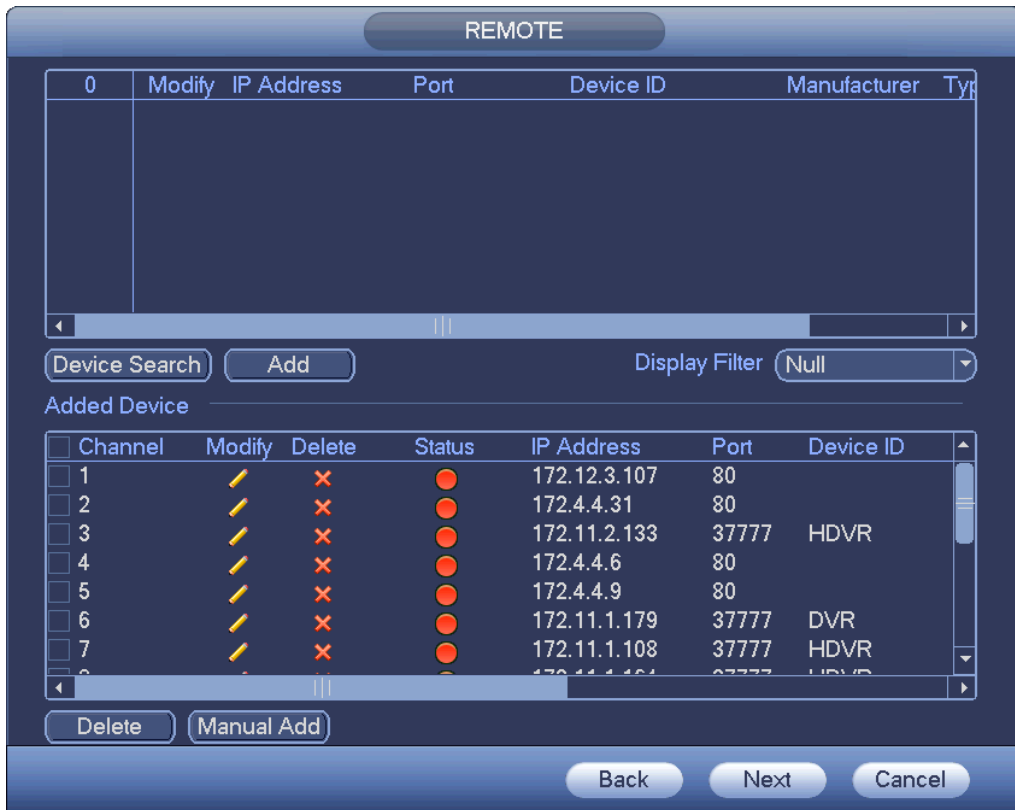 REMOTE
0 Modify IP Address Port Device ID Manufacturer Typ
Device Search Add Display Filter Null
Added Device
Channel Modify Delete Status IP Address Port Device ID
1 172.12.3.107 80
2 172.4.4.31 80
3 172.11.2.133 37777 HDVR
4 172.4.4.6 80
5 172.4.4.9 80
6 172.11.1.179 37777 DVR
7 172.11.1.108 37777 HDVR
Delete Manual Add
Back Next Cancel